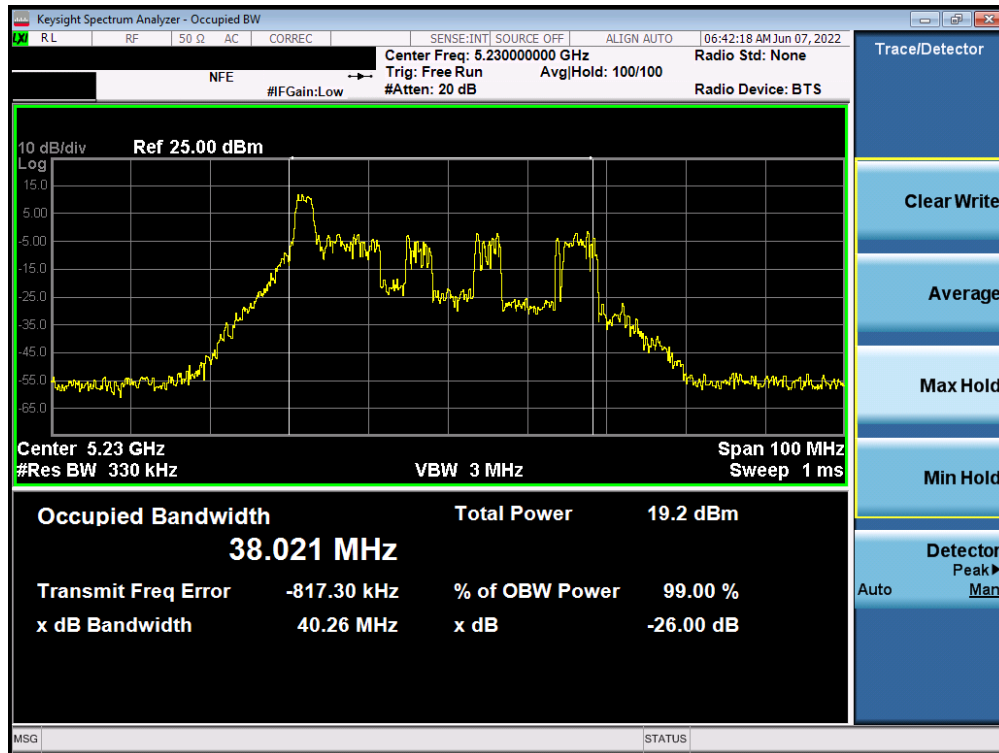 Keysight Spectrum Analyzer - Occupied BW
LXI RL RF 50 Ω AC CORREC SENSE:INT SOURCE OFF ALIGN AUTO 06:42:18 AM Jun 07, 2022
Center Freq: 5.230000000 GHz Radio Std: None
NFE Trig: Free Run Avg|Hold: 100/100
#IFGain:Low #Atten: 20 dB Radio Device: BTS
Trace/Detector
10 dB/div Ref 25.00 dBm
Log
15.0
5.00
-5.00
-15.0
-25.0
-35.0
-45.0
-55.0
-65.0
Center 5.23 GHz Span 100 MHz
#Res BW 330 kHz VBW 3 MHz Sweep 1 ms
Occupied Bandwidth Total Power 19.2 dBm
38.021 MHz
Transmit Freq Error -817.30 kHz % of OBW Power 99.00 %
x dB Bandwidth 40.26 MHz x dB -26.00 dB
Clear Write
Average
Max Hold
Min Hold
Detector
Peak
Auto Man
MSG STATUS